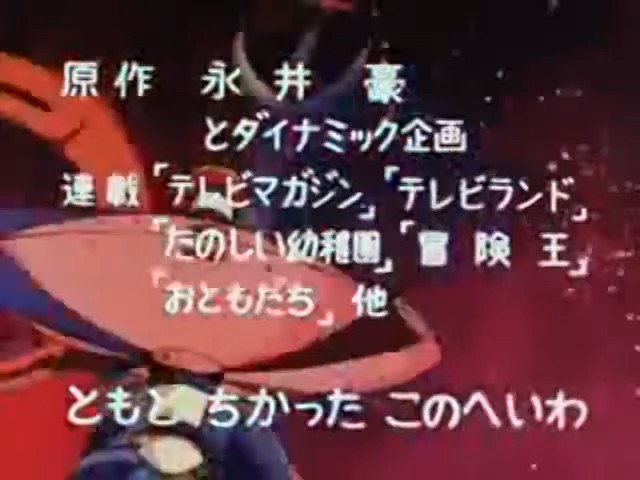 原作 永井 豪
とダイナミック企画
連載「テレビマガジン」「テレビランド」
「たのしい幼稚園」「冒険王」
「おともだち」他
ともと ちかった このへいわ